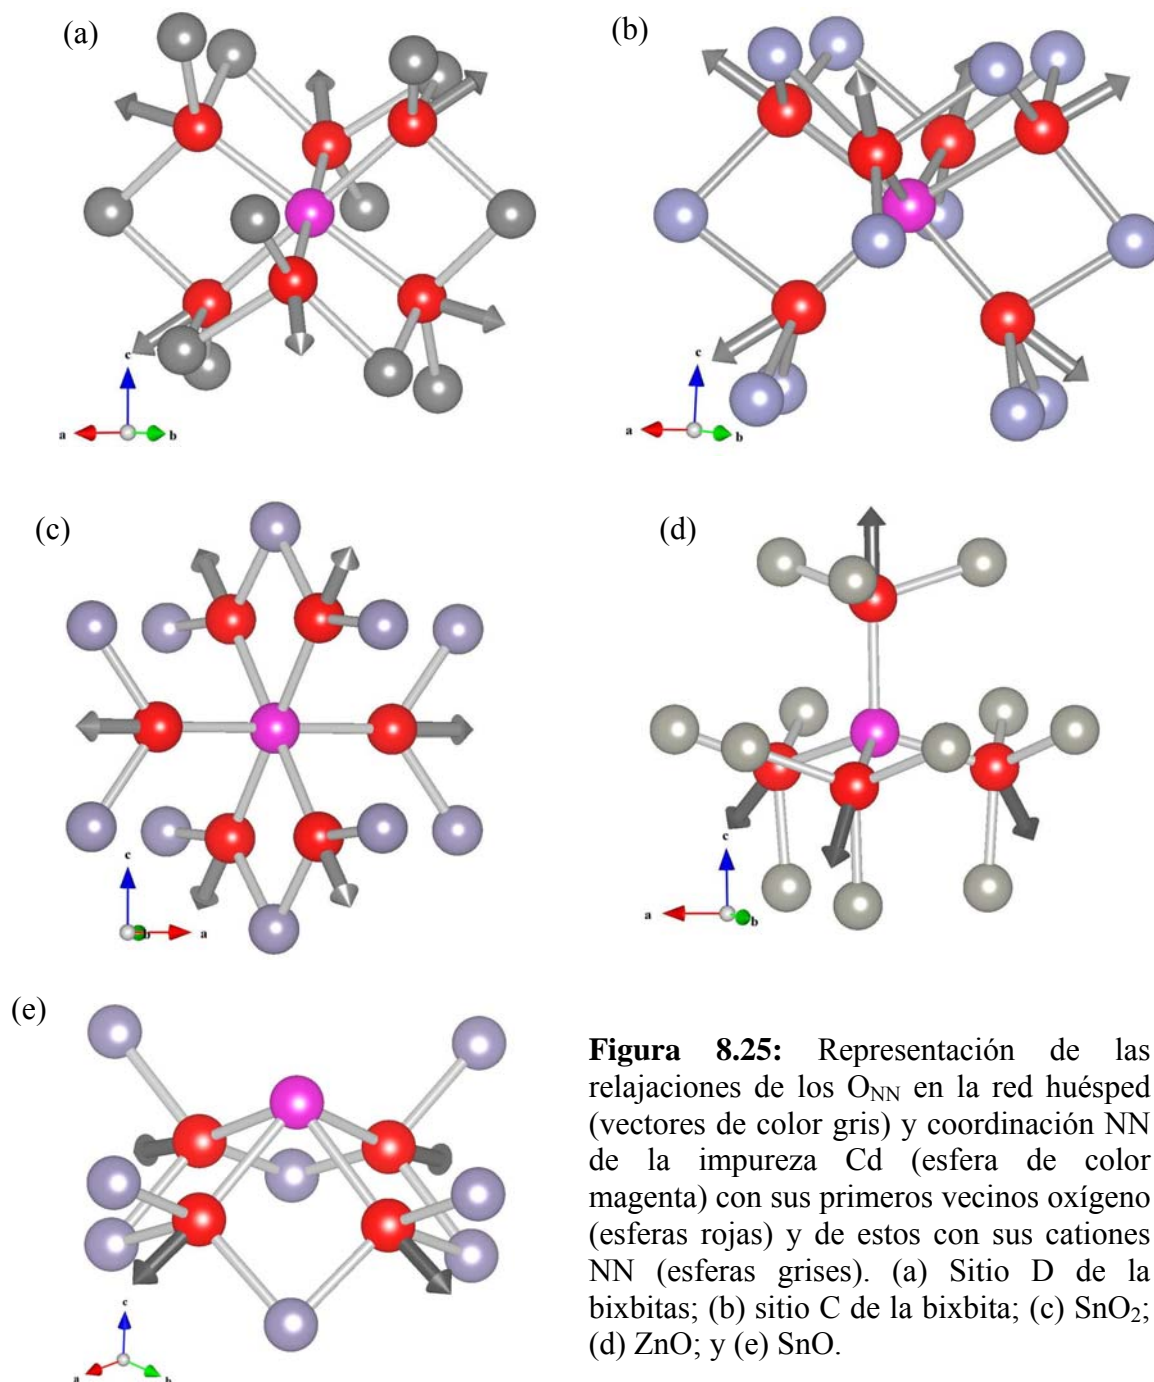 (a)
(b)
c
a
b
c
a
b
(c)
(d)
c
b
a
c
a
b
(e)
c
a
b
Figura 8.25: Representación de las
relajaciones de los O_NN en la red huésped
(vectores de color gris) y coordinación NN
de la impureza Cd (esfera de color
magenta) con sus primeros vecinos oxígeno
(esferas rojas) y de estos con sus cationes
NN (esferas grises). (a) Sitio D de la
bixbitas; (b) sitio C de la bixbita; (c) SnO₂;
(d) ZnO; y (e) SnO.